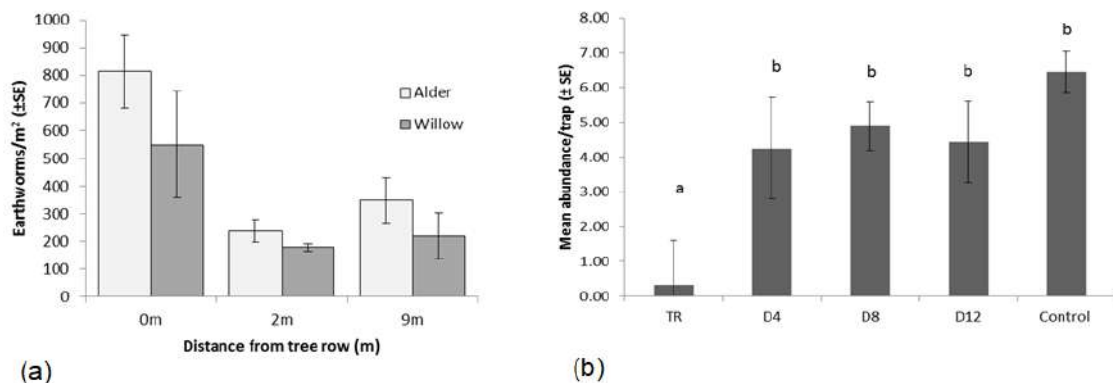 1000
900
800
700
600
500
400
300
200
100
0
Earthworms/m² (±SE)
Alder
Willow
0m
2m
9m
Distance from tree row (m)
(a)
8.00
7.00
6.00
5.00
4.00
3.00
2.00
1.00
0.00
Mean abundance/trap (± SE)
a
b
b
b
b
TR
D4
D8
D12
Control
(b)